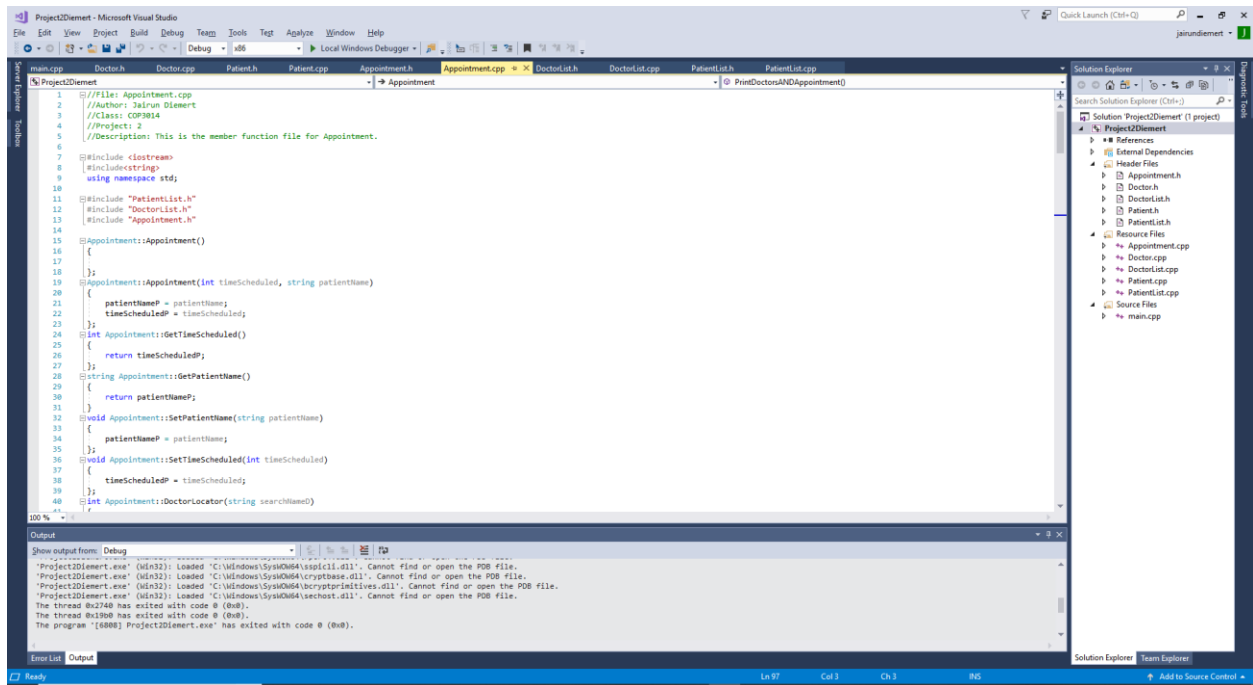 Project2Diemert - Microsoft Visual Studio
Quick Launch (Ctrl+Q)
File Edit View Project Build Debug Team Tools Test Analyze Window Help
jairundiemert
J
Debug x86 Local Windows Debugger
Server Explorer
Toolbox
main.cpp Doctor.h Doctor.cpp Patient.h Patient.cpp Appointment.h Appointment.cpp DoctorList.h DoctorList.cpp PatientList.h PatientList.cpp
Project2Diemert Appointment PrintDoctorsANDAppointment()
1 //File: Appointment.cpp
2 //Author: Jairun Diemert
3 //Class: COP3014
4 //Project: 2
5 //Description: This is the member function file for Appointment.
6
7 #include <iostream>
8 #include<string>
9 using namespace std;
10
11 #include "PatientList.h"
12 #include "DoctorList.h"
13 #include "Appointment.h"
14
15 Appointment::Appointment()
16 {
17
18 };
19 Appointment::Appointment(int timeScheduled, string patientName)
20 {
21 patientNameP = patientName;
22 timeScheduledP = timeScheduled;
23 };
24 int Appointment::GetTimeScheduled()
25 {
26 return timeScheduledP;
27 };
28 string Appointment::GetPatientName()
29 {
30 return patientNameP;
31 }
32 void Appointment::SetPatientName(string patientName)
33 {
34 patientNameP = patientName;
35 };
36 void Appointment::SetTimeScheduled(int timeScheduled)
37 {
38 timeScheduledP = timeScheduled;
39 };
40 int Appointment::DoctorLocator(string searchNameD)
100 %
Solution Explorer
Search Solution Explorer (Ctrl+;)
Solution 'Project2Diemert' (1 project)
Project2Diemert
References
External Dependencies
Header Files
Appointment.h
Doctor.h
DoctorList.h
Patient.h
PatientList.h
Resource Files
Appointment.cpp
Doctor.cpp
DoctorList.cpp
Patient.cpp
PatientList.cpp
Source Files
main.cpp
Diagnostic Tools
Output
Show output from: Debug
'Project2Diemert.exe' (Win32): Loaded 'C:\Windows\SysWOW64\sspicli.dll'. Cannot find or open the PDB file.
'Project2Diemert.exe' (Win32): Loaded 'C:\Windows\SysWOW64\cryptbase.dll'. Cannot find or open the PDB file.
'Project2Diemert.exe' (Win32): Loaded 'C:\Windows\SysWOW64\bcryptprimitives.dll'. Cannot find or open the PDB file.
'Project2Diemert.exe' (Win32): Loaded 'C:\Windows\SysWOW64\sechost.dll'. Cannot find or open the PDB file.
The thread 0x2740 has exited with code 0 (0x0).
The thread 0x19b0 has exited with code 0 (0x0).
The program '[6808] Project2Diemert.exe' has exited with code 0 (0x0).
Error List Output
Solution Explorer Team Explorer
Ready Ln 97 Col 3 Ch 3 INS Add to Source Control